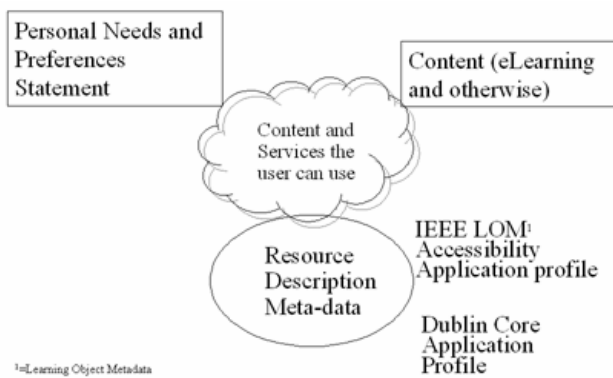 Personal Needs and
Preferences
Statement
Content (eLearning
and otherwise)
Content and
Services the
user can use
Resource
Description
Meta-data
IEEE LOM¹
Accessibility
Application profile
Dublin Core
Application
Profile
¹=Learning Object Metadata